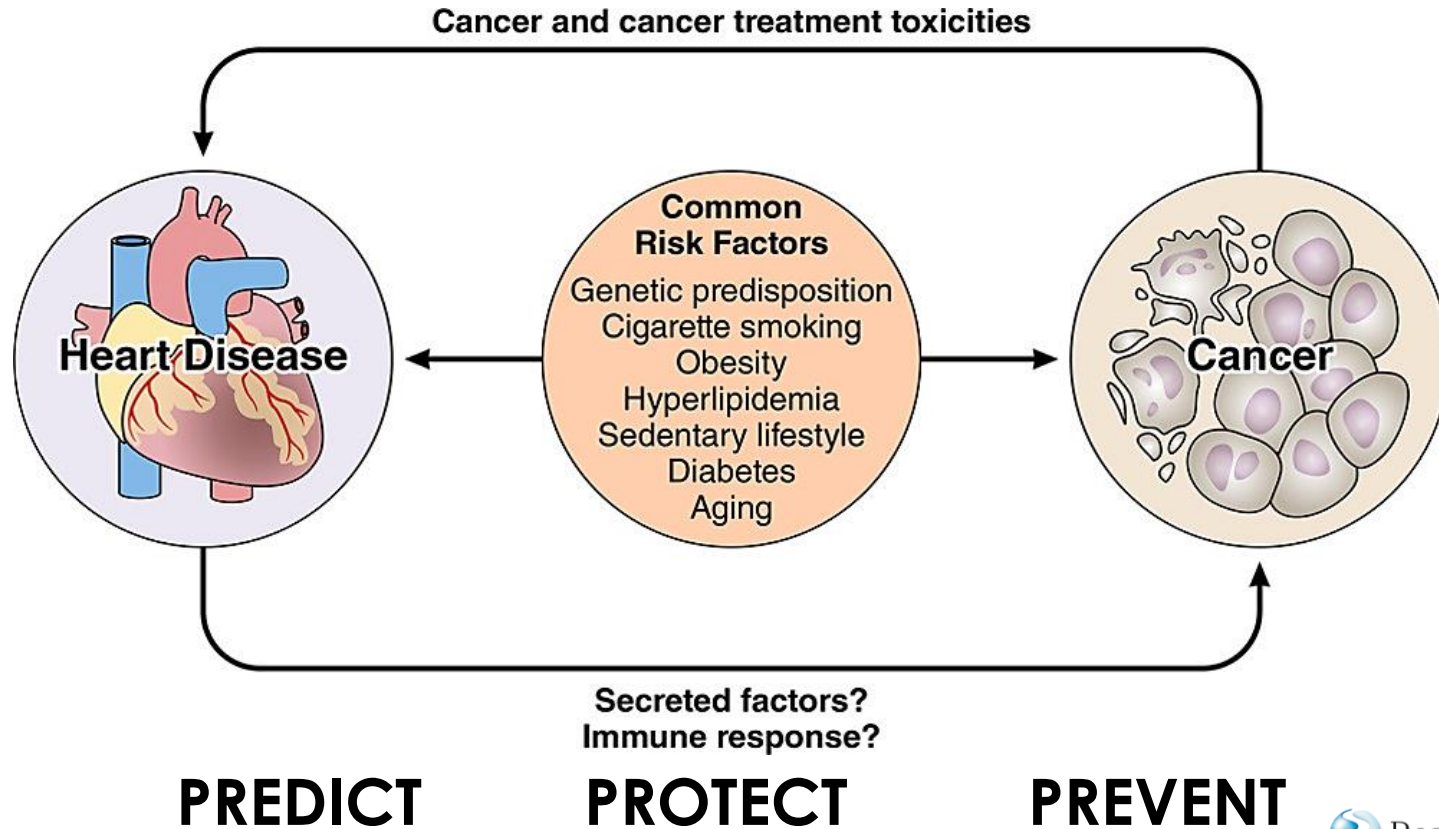 Cancer and cancer treatment toxicities
Heart Disease
Common
Risk Factors
Genetic predisposition
Cigarette smoking
Obesity
Hyperlipidemia
Sedentary lifestyle
Diabetes
Aging
Cancer
Secreted factors?
Immune response?
PREDICT PROTECT PREVENT